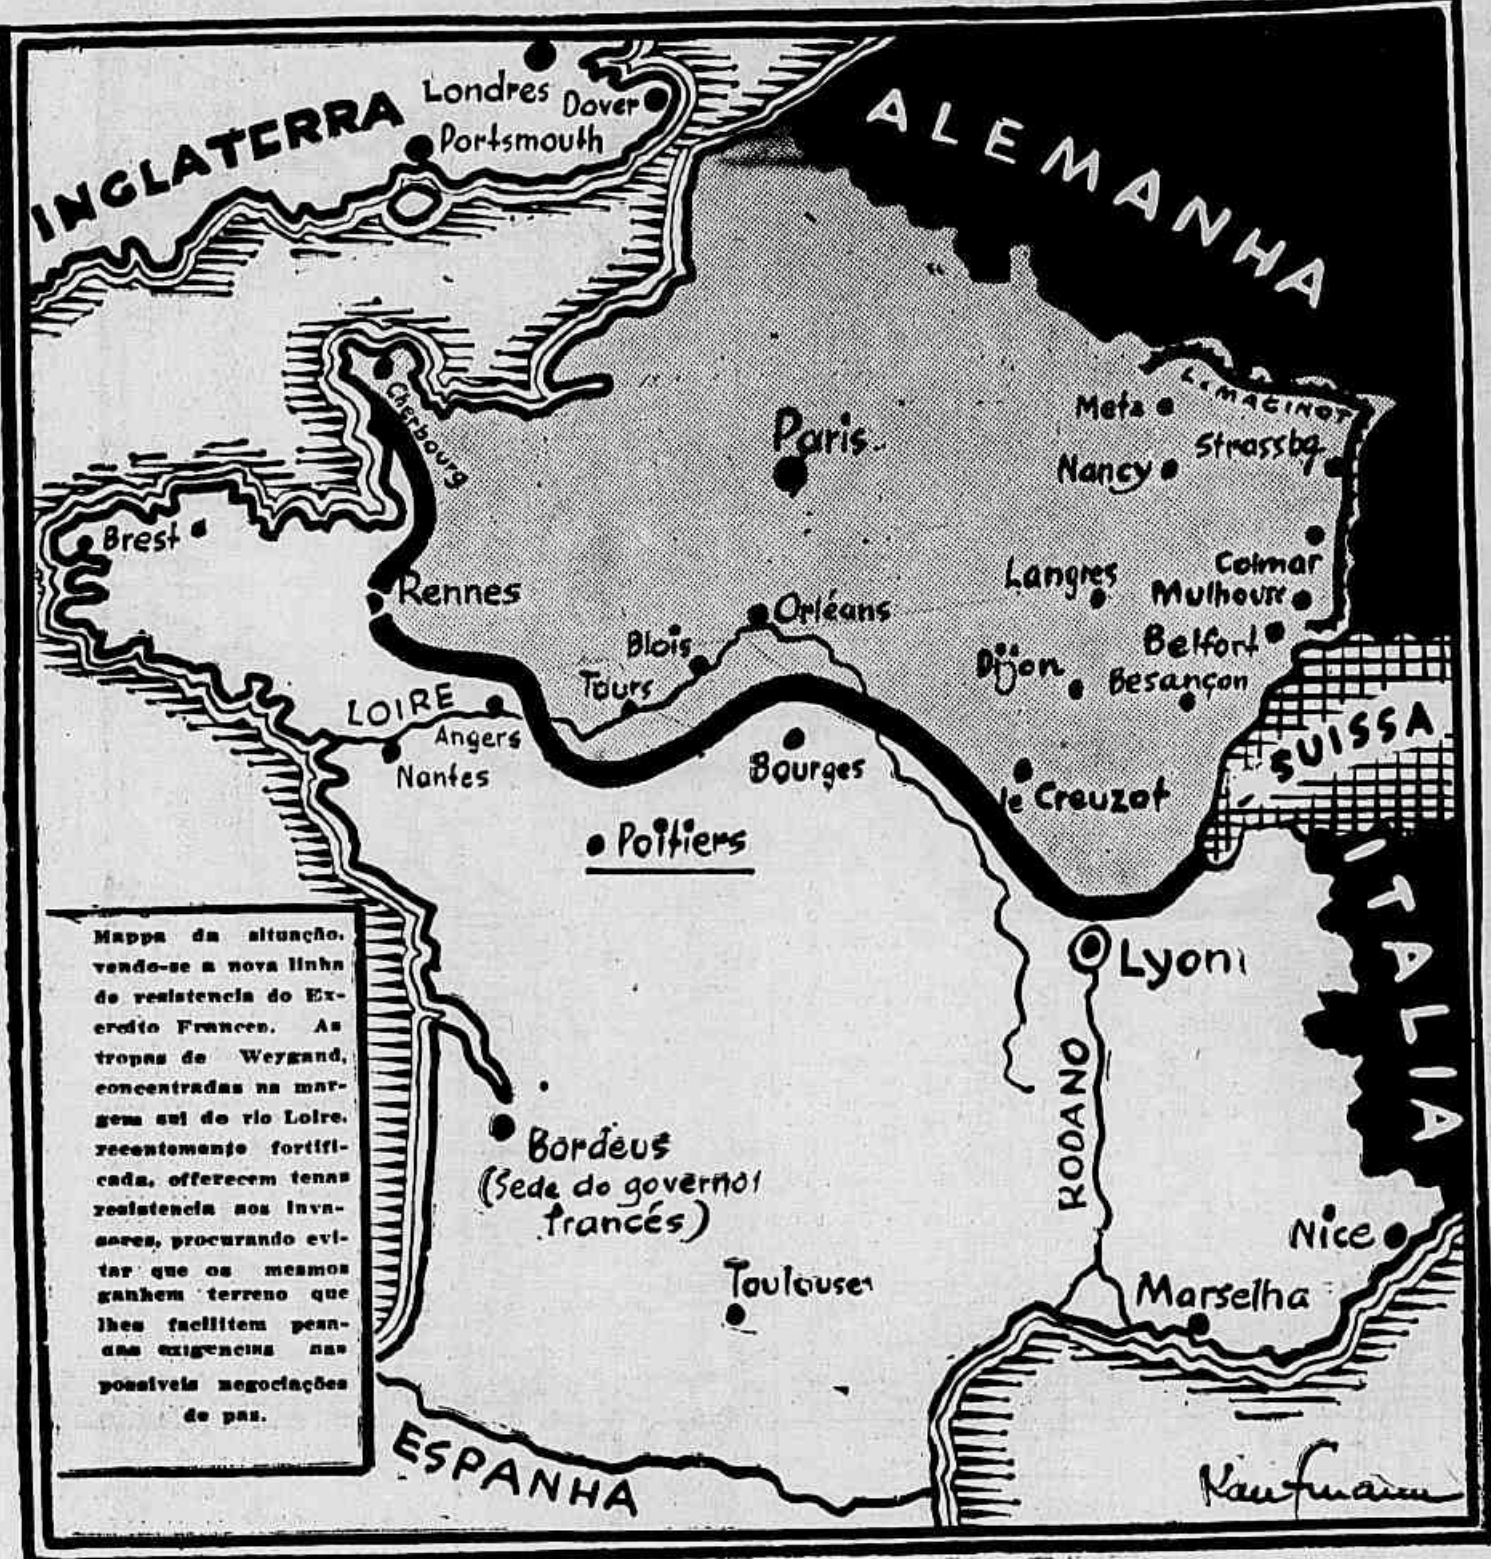 Londres
Dover
INGLATERRA
Portsmouth
ALEMANHA
Cherbourg
L. MAGINOT
Metz
Paris
Strassbg.
Nancy
Brest
Colmar
Langres
Rennes
Mulhouse
Orléans
Blois
Belfort
Dijon
Besançon
Tours
LOIRE
Angers
SUISSA
Nantes
Bourges
le Creuzot
Poitiers
ITALIA
Lyon
Mappa da situação,
vendo-se a nova linha
de resistencia do Ex-
ercito Francez. As
tropas de Weygand,
concentradas na mar-
gem sul do rio Loire,
recentemente fortifi-
cada, offerecem tenaz
resistencia aos inva-
sores, procurando evi-
tar que os mesmos
ganhem terreno que
lhes facilitem pesa-
das exigencias nas
possiveis negociações
de paz.
RODANO
Bordéus
(Sede do governo
francés)
Nice
Toulouse
Marselha
ESPANHA
Kaufmann